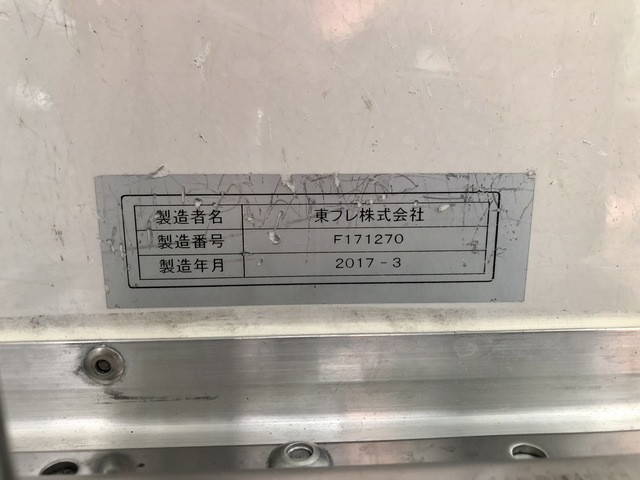 製造者名 東プレ株式会社
製造番号 F171270
製造年月 2017-3